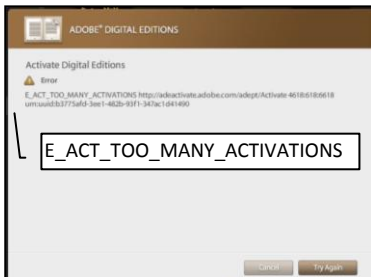 ADOBE® DIGITAL EDITIONS
Activate Digital Editions
Error
E_ACT_TOO_MANY_ACTIVATIONS http://adeactivate.adobe.com/adept/Activate 4618:618:6618
urn:uuid:b3775afd-3ee1-482b-93f1-347ac1d41490
E_ACT_TOO_MANY_ACTIVATIONS
Cancel Try Again